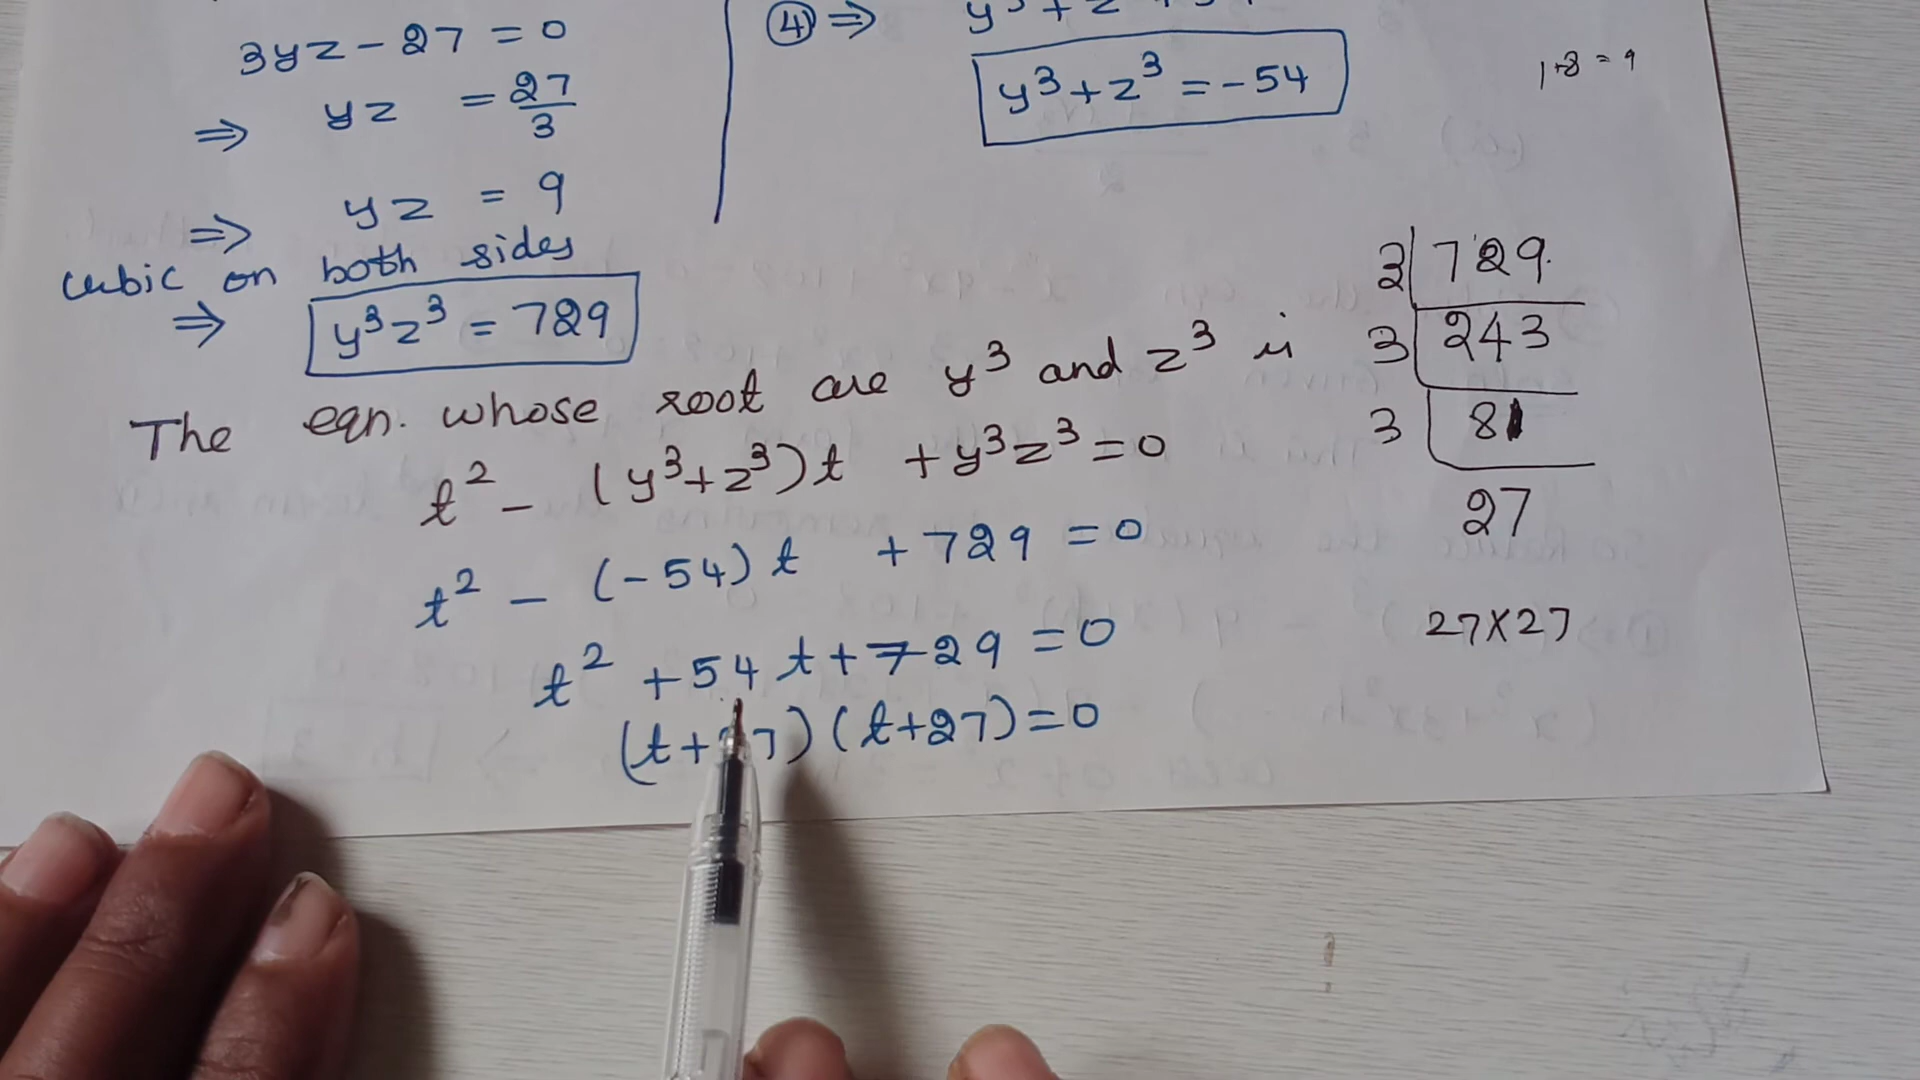 3yz - 27 = 0
⇒ yz = 27/3
⇒ yz = 9
cubic on both sides
⇒ y³z³ = 729
④ ⇒
y³ + z³ = -54
1+8 = 9
The eqn. whose root are y³ and z³ is
t² - (y³+z³)t + y³z³ = 0
t² - (-54)t + 729 = 0
t² + 54t + 729 = 0
(t+27)(t+27) = 0
3 | 729
3 | 243
3 | 81
27
27×27